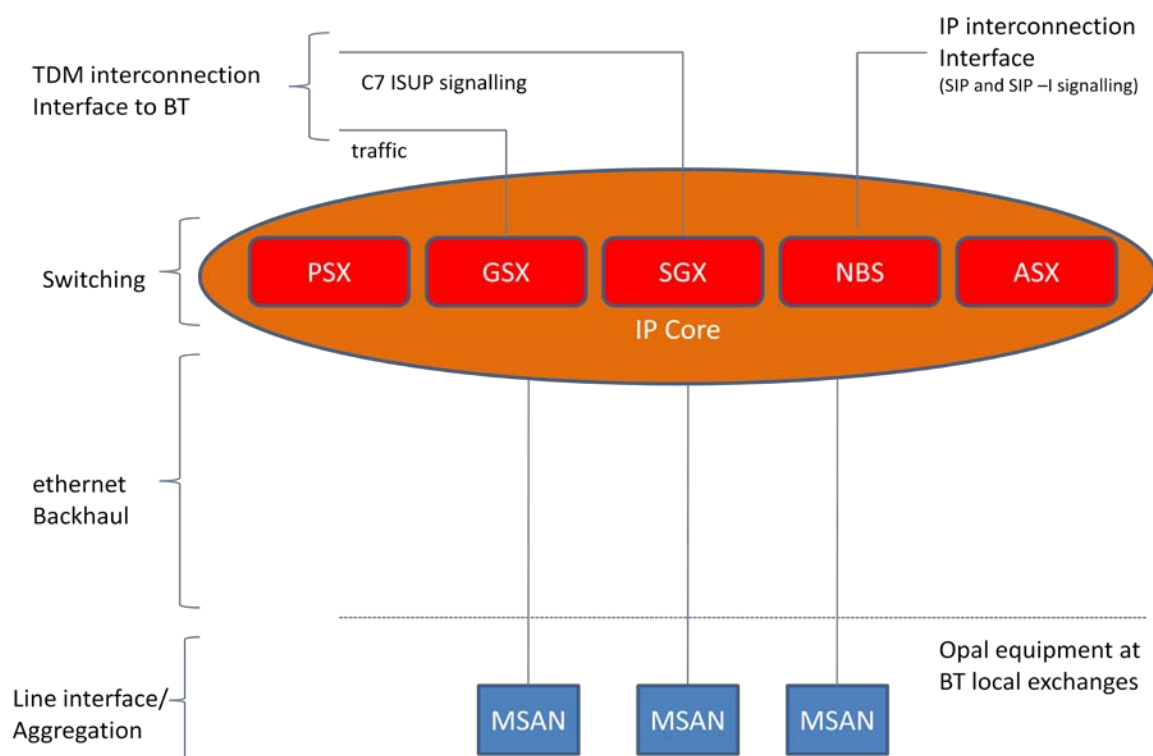 TDM interconnection
Interface to BT
C7 ISUP signalling
traffic
IP interconnection
Interface
(SIP and SIP –I signalling)
Switching
PSX
GSX
SGX
NBS
ASX
IP Core
ethernet
Backhaul
Opal equipment at
BT local exchanges
Line interface/
Aggregation
MSAN
MSAN
MSAN